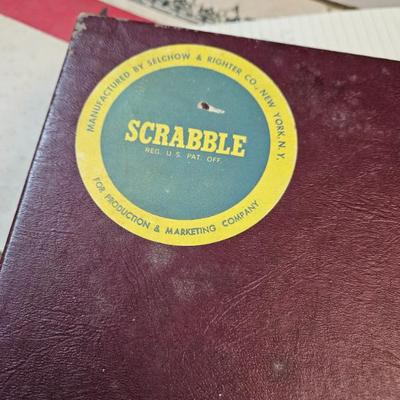 MANUFACTURED BY SELCHOW & RIGHTER CO., NEW YORK, N.Y.
SCRABBLE
REG. U.S. PAT. OFF.
FOR PRODUCTION & MARKETING COMPANY